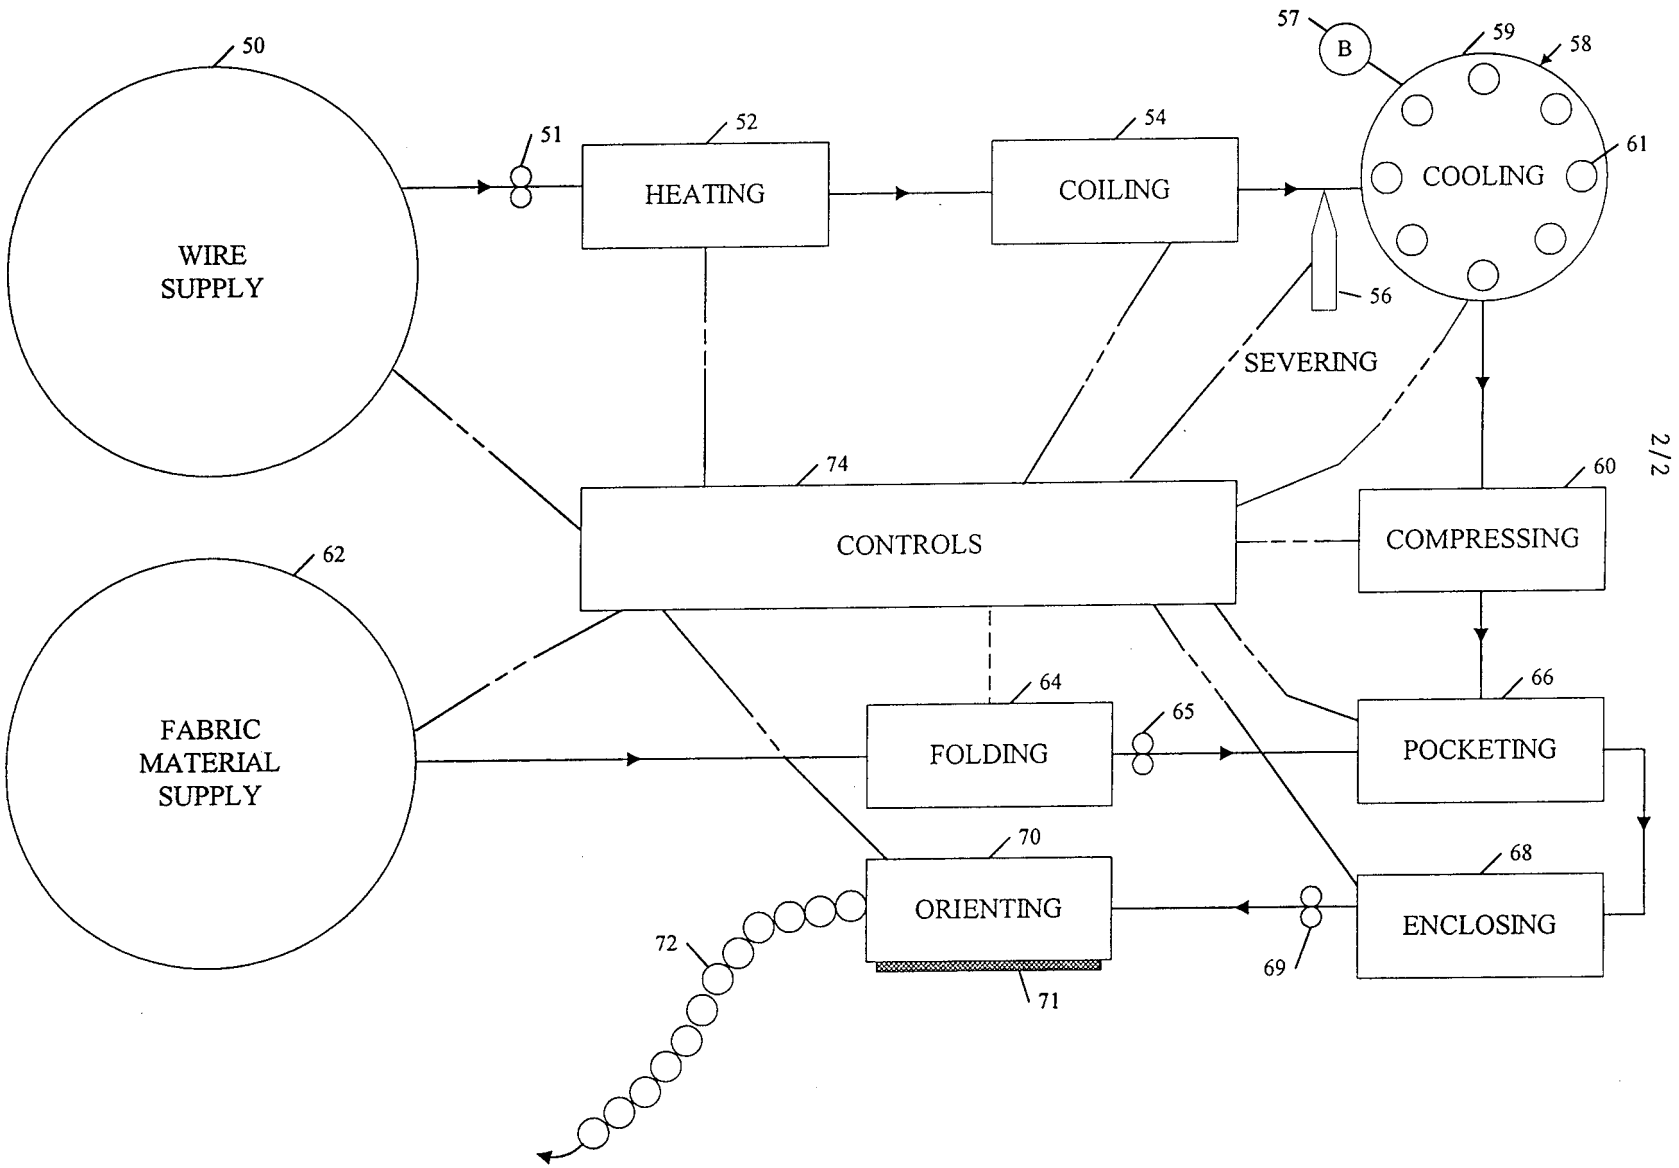 57
B
59
58
50
51
52
54
61
HEATING
COILING
COOLING
WIRE
SUPPLY
56
SEVERING
2/2
74
60
CONTROLS
COMPRESSING
62
64
65
66
FABRIC
MATERIAL
SUPPLY
FOLDING
POCKETING
70
68
ORIENTING
ENCLOSING
72
69
71